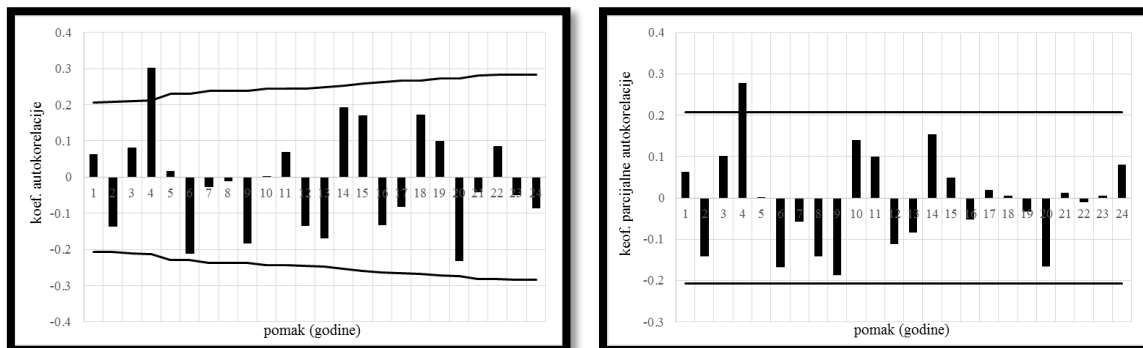 0.4
0.3
0.2
0.1
0
-0.1
-0.2
-0.3
-0.4
koef. autokorelacije
1 2 3 4 5 6 7 8 9 10 11 12 13 14 15 16 17 18 19 20 21 22 23 24
pomak (godine)
0.4
0.3
0.2
0.1
0
-0.1
-0.2
-0.3
keof. parcijalne autokorelacije
1 2 3 4 5 6 7 8 9 10 11 12 13 14 15 16 17 18 19 20 21 22 23 24
pomak (godine)